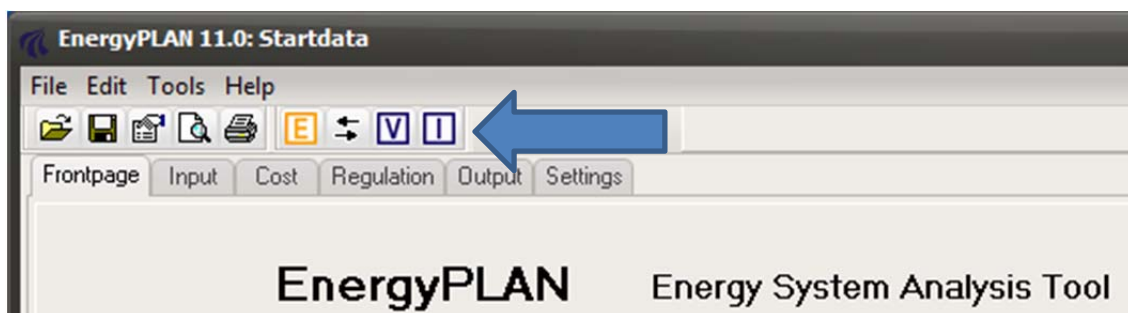 EnergyPLAN 11.0: Startdata
File Edit Tools Help
E V I
Frontpage Input Cost Regulation Output Settings
EnergyPLAN Energy System Analysis Tool